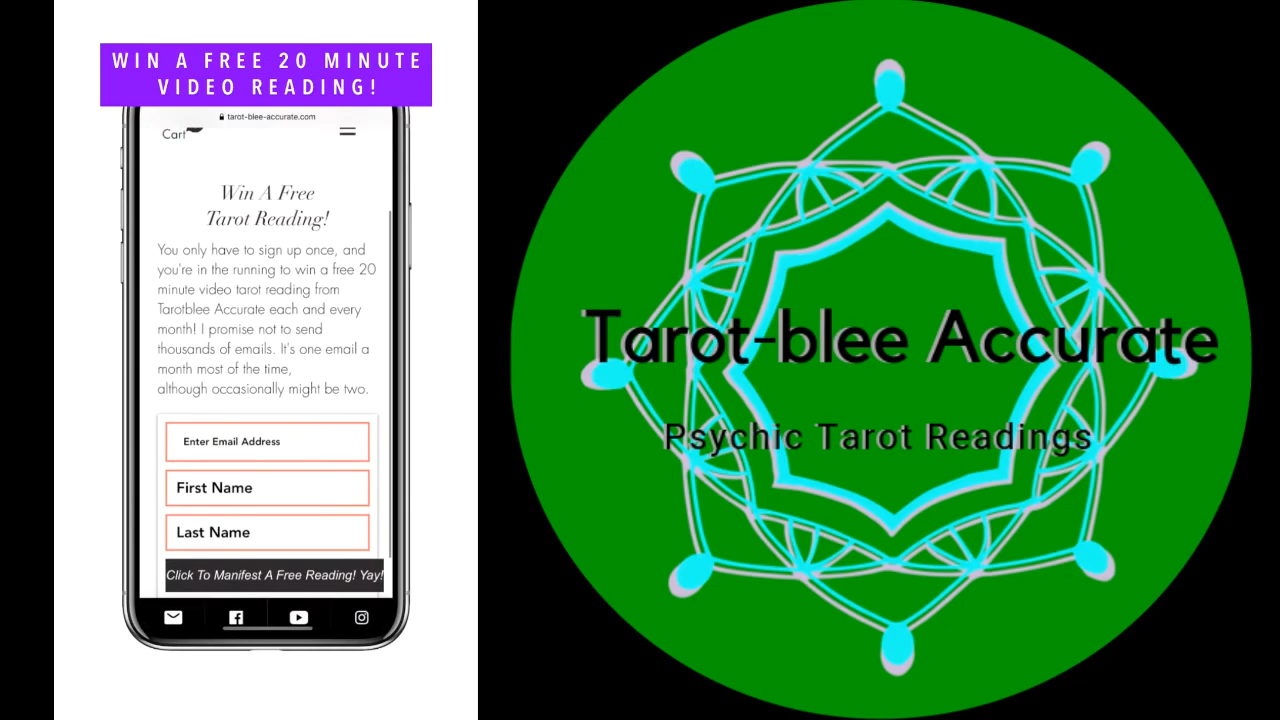 WIN A FREE 20 MINUTE
VIDEO READING!
tarot-blee-accurate.com
Cart
Win A Free
Tarot Reading!
You only have to sign up once, and
you're in the running to win a free 20
minute video tarot reading from
Tarotblee Accurate each and every
month! I promise not to send
thousands of emails. It's one email a
month most of the time,
although occasionally might be two.
Enter Email Address
First Name
Last Name
Click To Manifest A Free Reading! Yay!
Tarot-blee Accurate
Psychic Tarot Readings